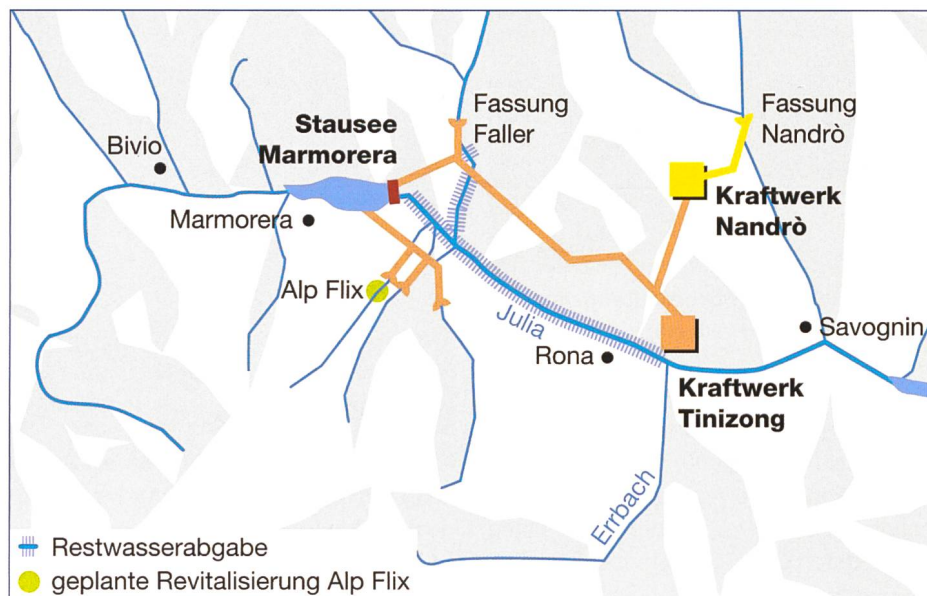 Fassung
Faller
Fassung
Nandrò
Stausee
Marmorera
Bivio
Kraftwerk
Nandrò
Marmorera
Alp Flix
Julia
Rona
Savognin
Kraftwerk
Tinizong
Errbach
Restwasserabgabe
geplante Revitalisierung Alp Flix